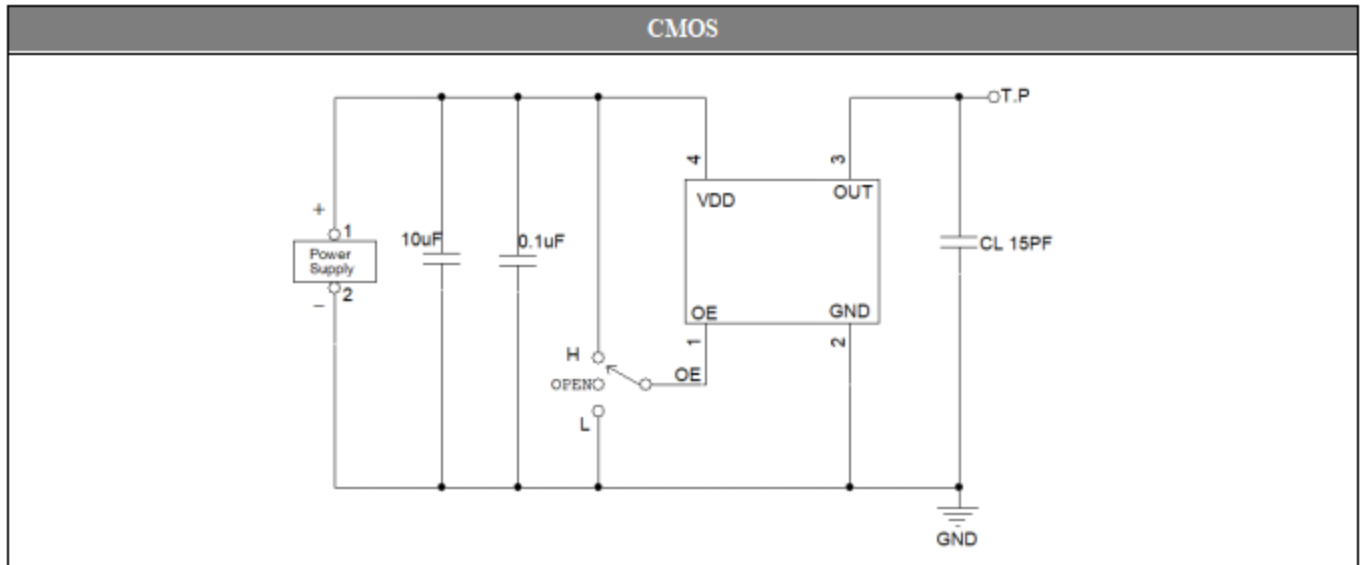 CMOS
T.P
4
3
VDD
OUT
+
1
10uF
0.1uF
CL 15PF
Power
Supply
2
−
OE
GND
1
2
H
OE
OPEN
L
GND